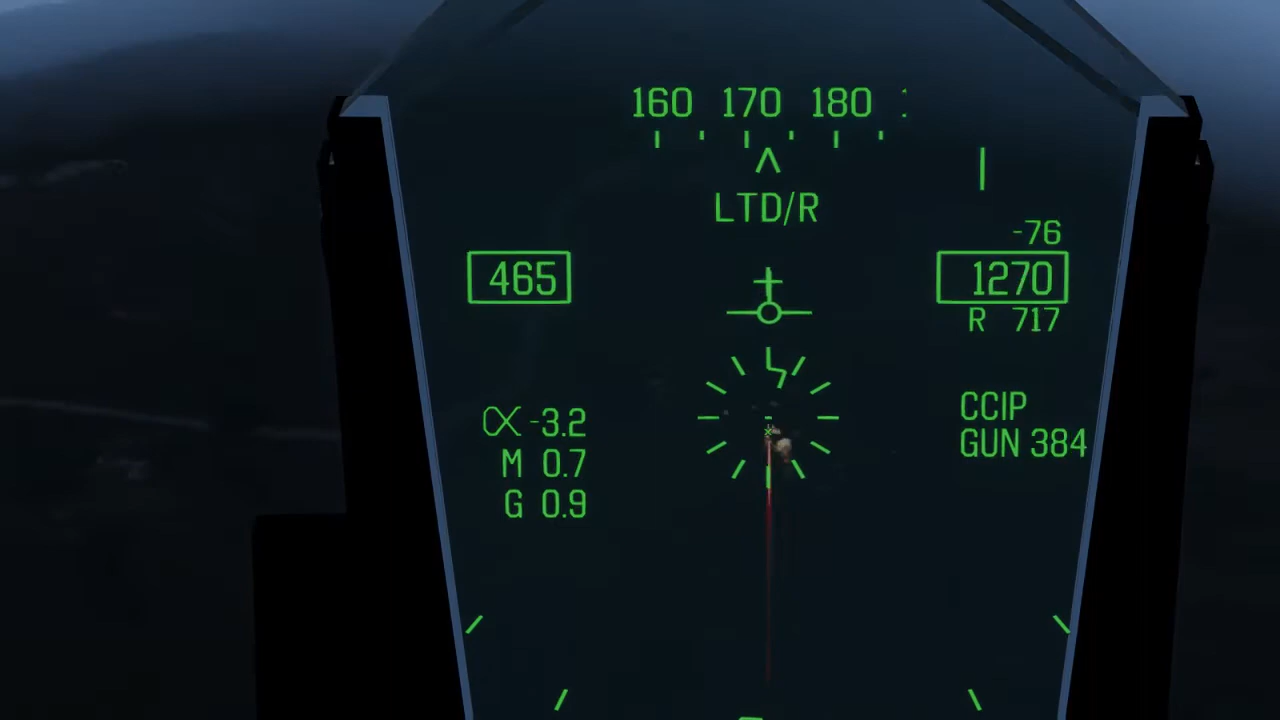 160 170 180
LTD/R
-76
465
1270
R 717
α -3.2
M 0.7
G 0.9
CCIP
GUN 384